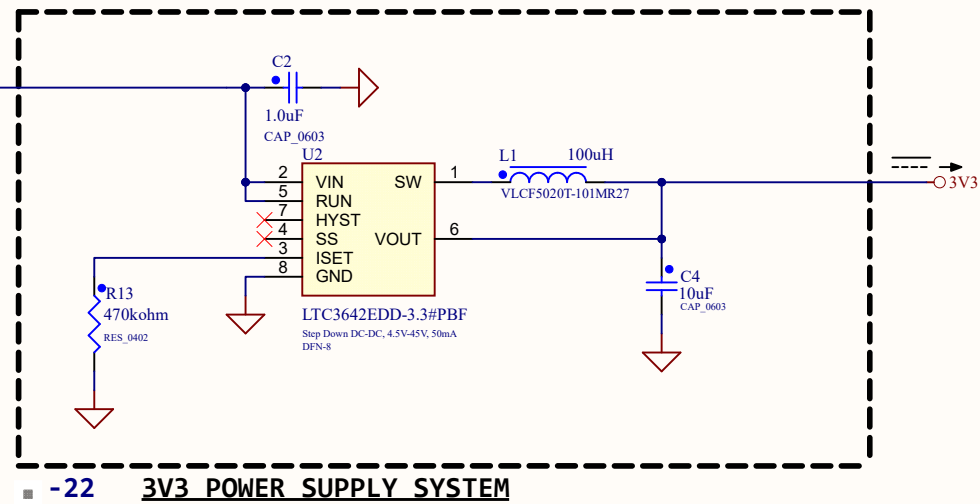 C2
1.0uF
CAP_0603
U2
2 VIN SW 1
5 RUN
7 HYST
4 SS VOUT 6
3 ISET
8 GND
LTC3642EDD-3.3#PBF
Step Down DC-DC, 4.5V-45V, 50mA
DFN-8
L1 100uH
VLCF5020T-101MR27
3V3
C4
10uF
CAP_0603
R13
470kohm
RES_0402
-22 3V3 POWER SUPPLY SYSTEM